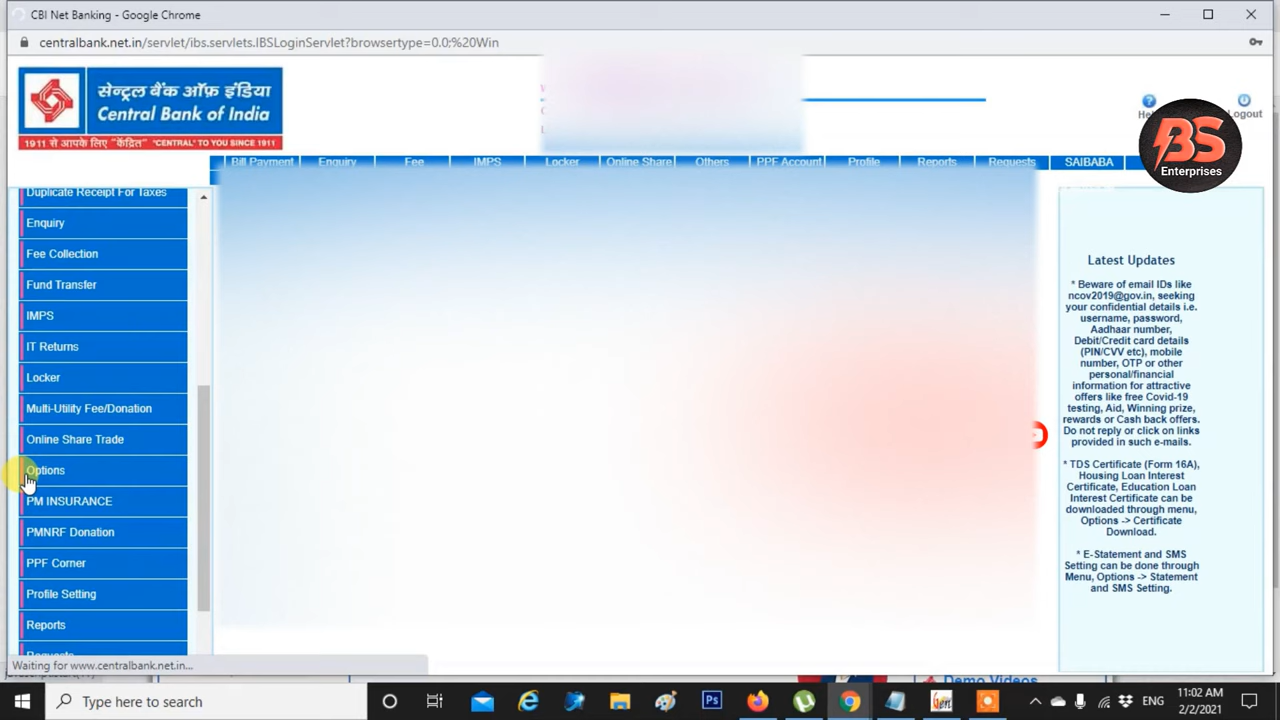 CBI Net Banking - Google Chrome
centralbank.net.in/servlet/ibs.servlets.IBSLoginServlet?browsertype=0.0;%20Win
सेन्ट्रल बैंक ऑफ़ इंडिया
Central Bank of India
1911 से आपके लिए "केंद्रित" "CENTRAL" TO YOU SINCE 1911
Logout
BS
Enterprises
Bill Payment Enquiry Fee IMPS Locker Online Share Others PPF Account Profile Reports Requests SAIBABA
Duplicate Receipt For Taxes
Enquiry
Fee Collection
Fund Transfer
IMPS
IT Returns
Locker
Multi-Utility Fee/Donation
Online Share Trade
Options
PM INSURANCE
PMNRF Donation
PPF Corner
Profile Setting
Reports
Requests
Latest Updates
* Beware of email IDs like
ncov2019@gov.in, seeking
your confidential details i.e.
username, password,
Aadhaar number,
Debit/Credit card details
(PIN/CVV etc), mobile
number, OTP or other
personal/financial
information for attractive
offers like free Covid-19
testing, Aid, Winning prize,
rewards or Cash back offers.
Do not reply or click on links
provided in such e-mails.
* TDS Certificate (Form 16A),
Housing Loan Interest
Certificate, Education Loan
Interest Certificate can be
downloaded through menu,
Options -> Certificate
Download.
* E-Statement and SMS
Setting can be done through
Menu, Options -> Statement
and SMS Setting.
Waiting for www.centralbank.net.in...
Demo Videos
Type here to search
Ps
ENG
11:02 AM
2/2/2021